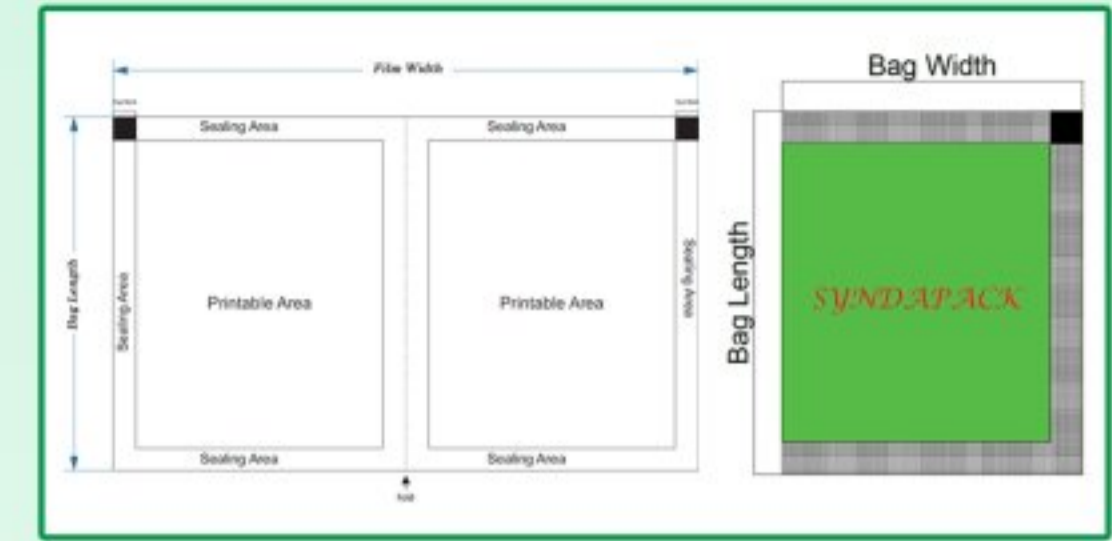 Film Width
Sealing Area
Sealing Area
Bag Length
Sealing Area
Printable Area
Printable Area
Sealing Area
Sealing Area
Sealing Area
fold
Bag Width
Bag Length
SYNDAPACK